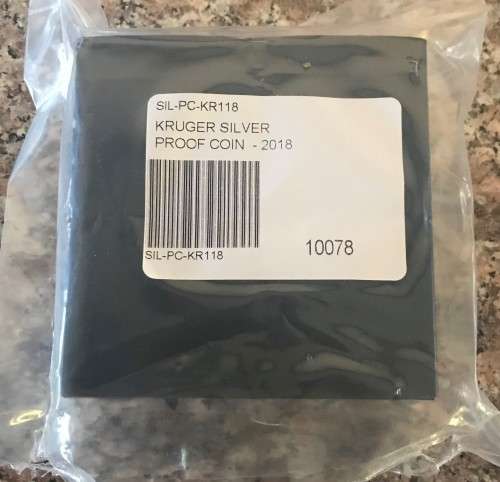 SIL-PC-KR118
KRUGER SILVER
PROOF COIN - 2018
SIL-PC-KR118
10078